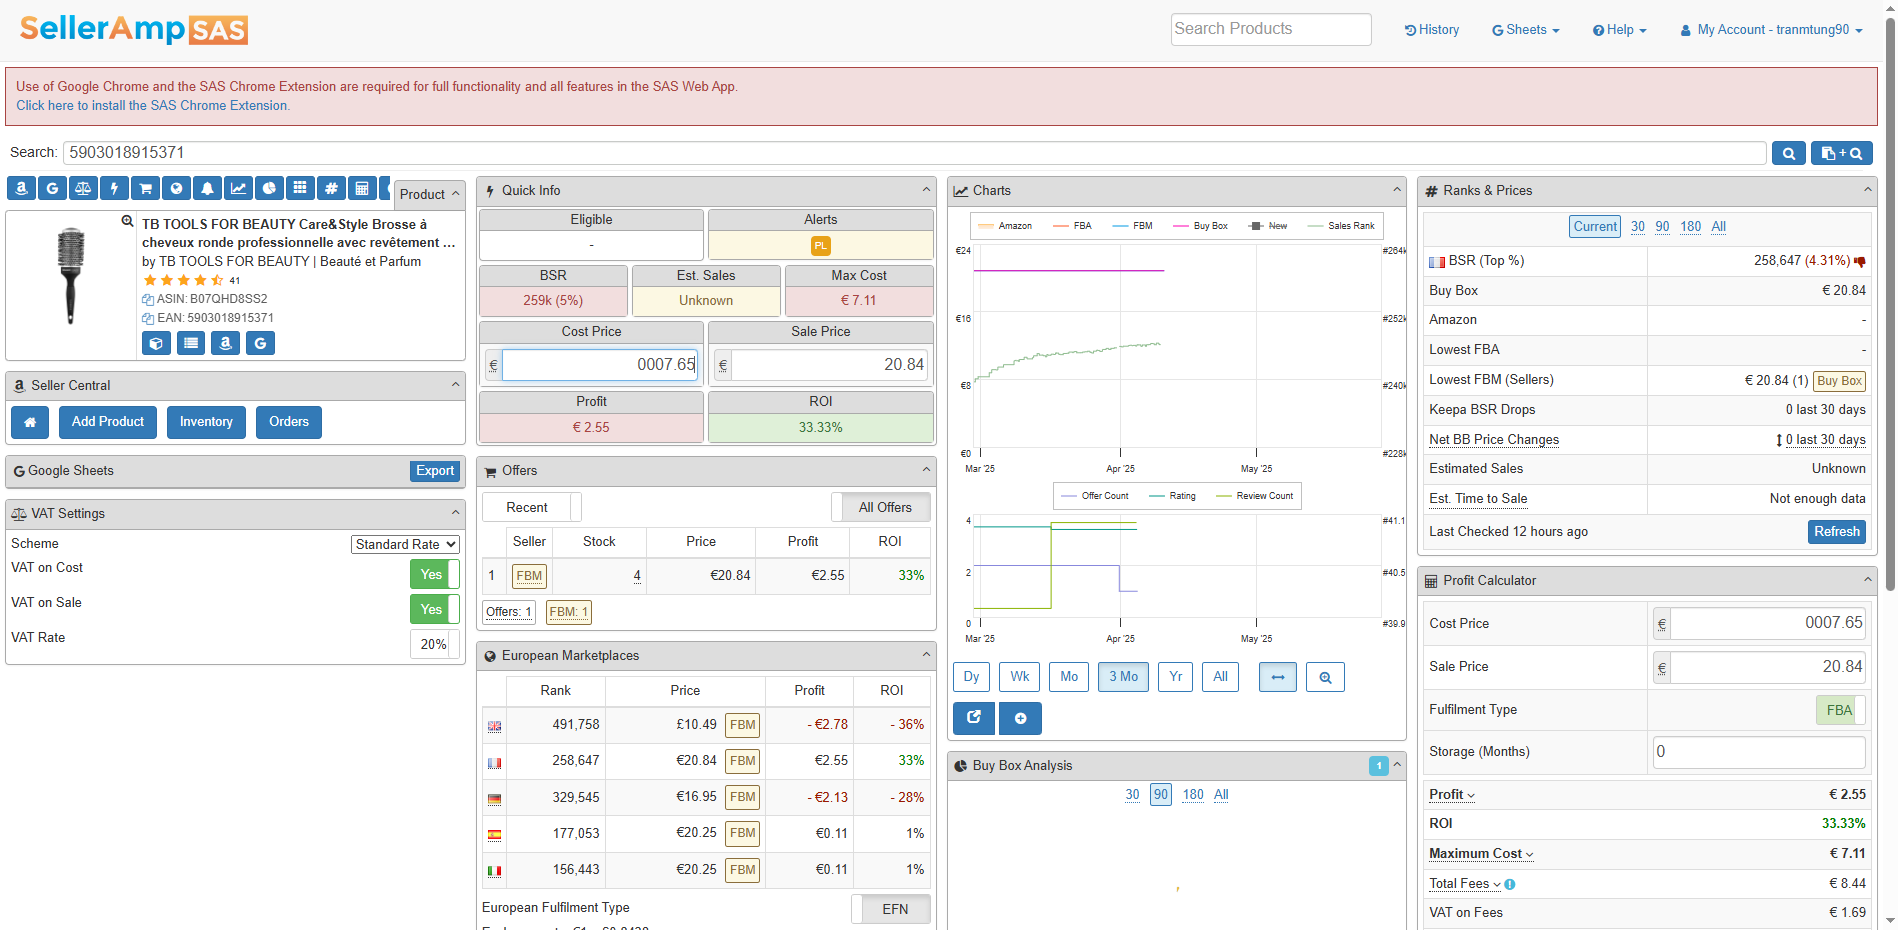 SellerAmp SAS
Search Products
History
Sheets
Help
My Account - tranmtung90
Use of Google Chrome and the SAS Chrome Extension are required for full functionality and all features in the SAS Web App.
Click here to install the SAS Chrome Extension.
Search: 5903018915371
Product
TB TOOLS FOR BEAUTY Care&Style Brosse à
cheveux ronde professionnelle avec revêtement ...
by TB TOOLS FOR BEAUTY | Beauté et Parfum
41
ASIN: B07QHD8SS2
EAN: 5903018915371
Seller Central
Add Product Inventory Orders
Google Sheets Export
VAT Settings
Scheme Standard Rate
VAT on Cost Yes
VAT on Sale Yes
VAT Rate 20%
Quick Info
Eligible Alerts
- PL
BSR Est. Sales Max Cost
259k (5%) Unknown € 7.11
Cost Price Sale Price
€ 0007.65 € 20.84
Profit ROI
€ 2.55 33.33%
Offers
Recent All Offers
Seller Stock Price Profit ROI
1 FBM 4 €20.84 €2.55 33%
Offers: 1 FBM: 1
European Marketplaces
Rank Price Profit ROI
491,758 £10.49 FBM - €2.78 - 36%
258,647 €20.84 FBM €2.55 33%
329,545 €16.95 FBM - €2.13 - 28%
177,053 €20.25 FBM €0.11 1%
156,443 €20.25 FBM €0.11 1%
European Fulfilment Type EFN
Charts
Amazon FBA FBM Buy Box New Sales Rank
€24 #264k
€16 #252k
€8 #240k
€0 #228k
Mar '25 Apr '25 May '25
Offer Count Rating Review Count
4 #41.1
2 #40.5
0 #39.9
Mar '25 Apr '25 May '25
Dy Wk Mo 3 Mo Yr All
Buy Box Analysis 1
30 90 180 All
Ranks & Prices
Current 30 90 180 All
BSR (Top %) 258,647 (4.31%)
Buy Box € 20.84
Amazon -
Lowest FBA -
Lowest FBM (Sellers) € 20.84 (1) Buy Box
Keepa BSR Drops 0 last 30 days
Net BB Price Changes 0 last 30 days
Estimated Sales Unknown
Est. Time to Sale Not enough data
Last Checked 12 hours ago Refresh
Profit Calculator
Cost Price € 0007.65
Sale Price € 20.84
Fulfilment Type FBA
Storage (Months) 0
Profit € 2.55
ROI 33.33%
Maximum Cost € 7.11
Total Fees € 8.44
VAT on Fees € 1.69